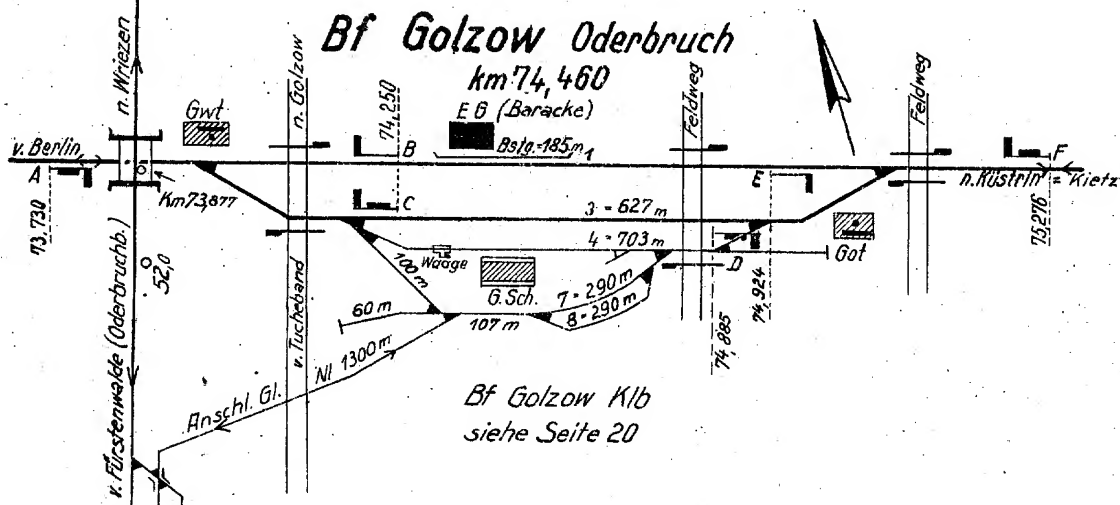 Bf Golzow Oderbruch
km 74,460
E G (Baracke)
Bstg.=185m
1
n. Wriezen
n. Golzow
74,250
Feldweg
Feldweg
Gwt
v. Berlin
A
B
F
n. Küstrin = Kietz
Km 73,877
C
E
73,730
3 = 627 m
75,276
52,0
4 = 703 m
Got
Waage
D
100 m
G.Sch.
7 = 290 m
8 = 290 m
74,924
74,885
60 m
107 m
v. Tucheband
Nl 1300 m
Anschl. Gl.
v. Fürstenwalde (Oderbruchb.)
Bf Golzow Klb
siehe Seite 20